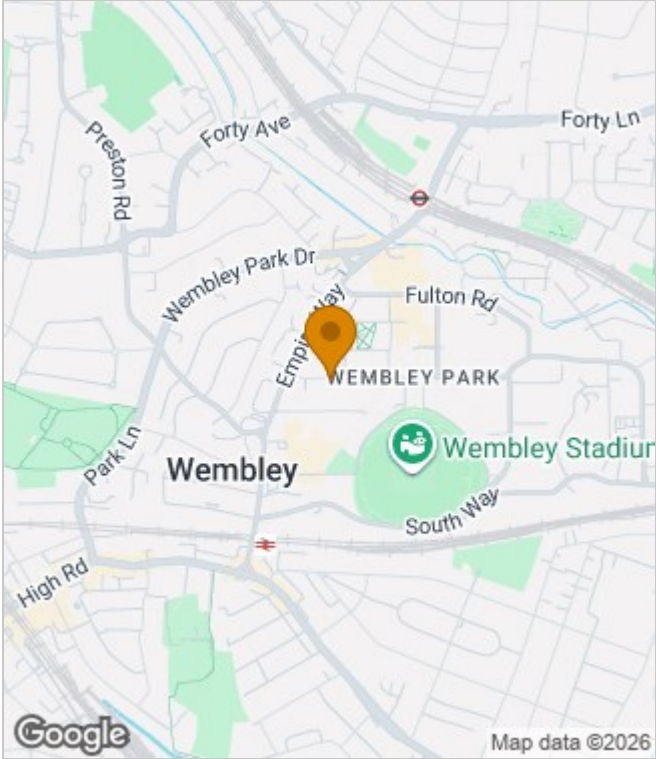 Forty Ave
Forty Ln
Preston Rd
Wembley Park Dr
Fulton Rd
Empire Way
WEMBLEY PARK
Park Ln
Wembley
Wembley Stadiur
South Way
High Rd
Google
Map data ©2026